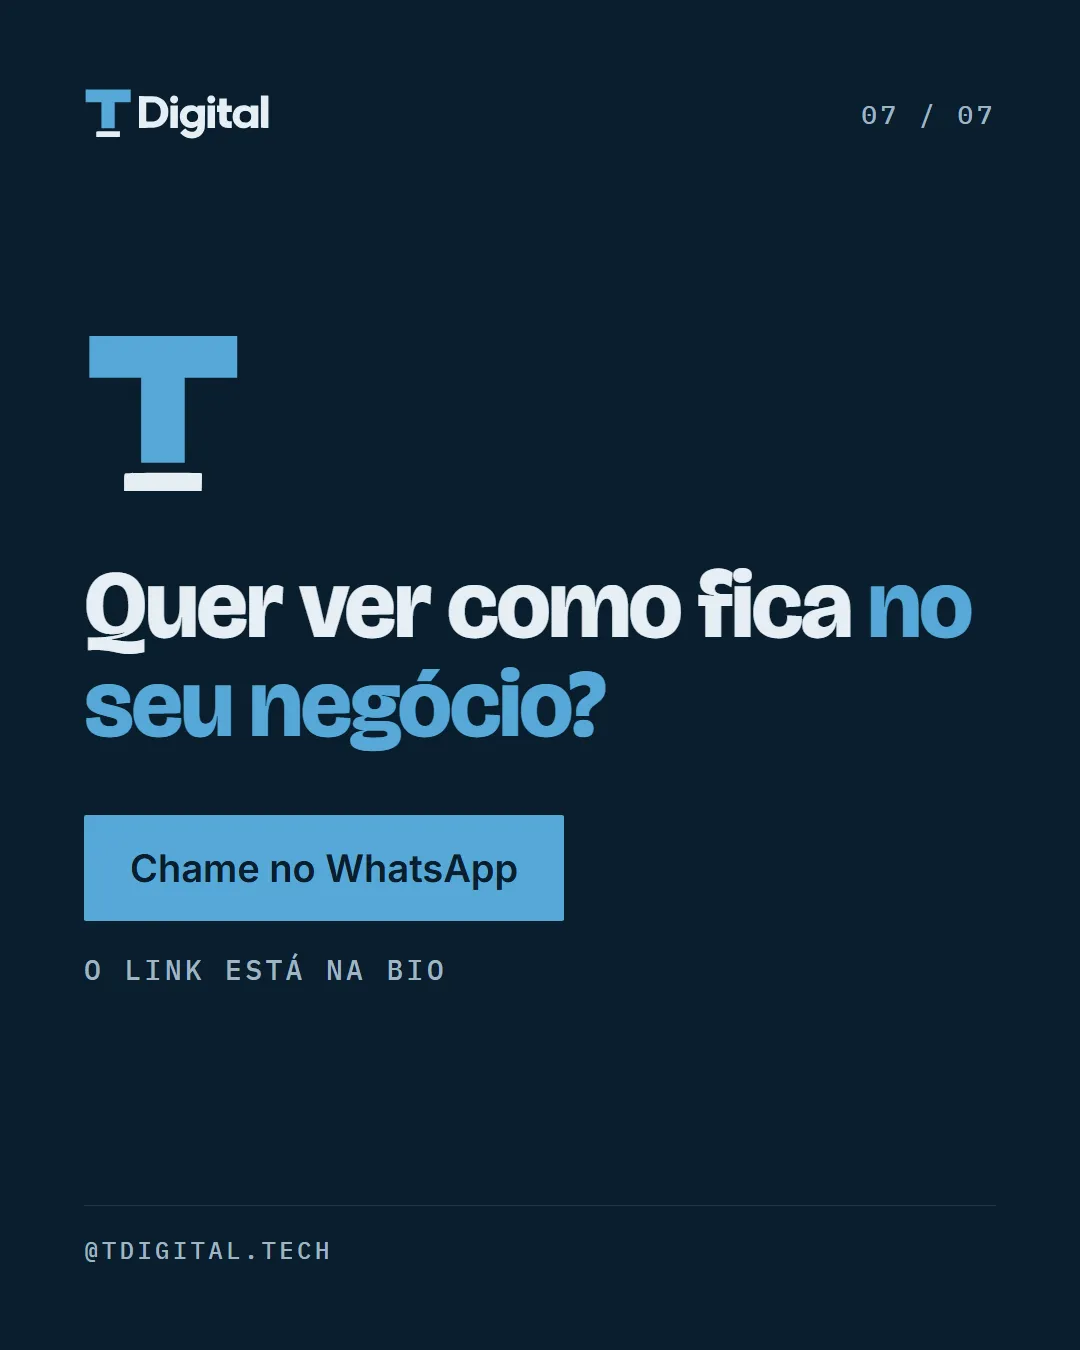 T Digital
07 / 07
T
Quer ver como fica no
seu negócio?
Chame no WhatsApp
O LINK ESTÁ NA BIO
@TDIGITAL.TECH